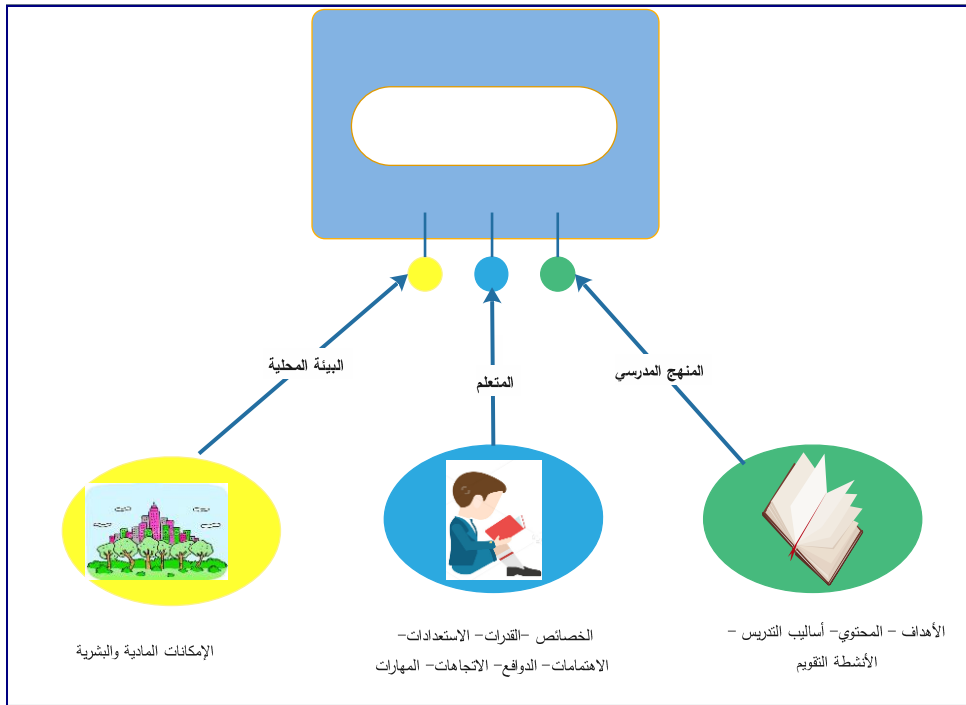 المنهج المدرسي
المتعلم
البيئة المحلية
الأهداف – المحتوي– أساليب التدريس –
الأنشطة التقويم
الخصائص –القدرات– الاستعدادات–
الاهتمامات– الدوافع– الاتجاهات– المهارات
الإمكانات المادية والبشرية